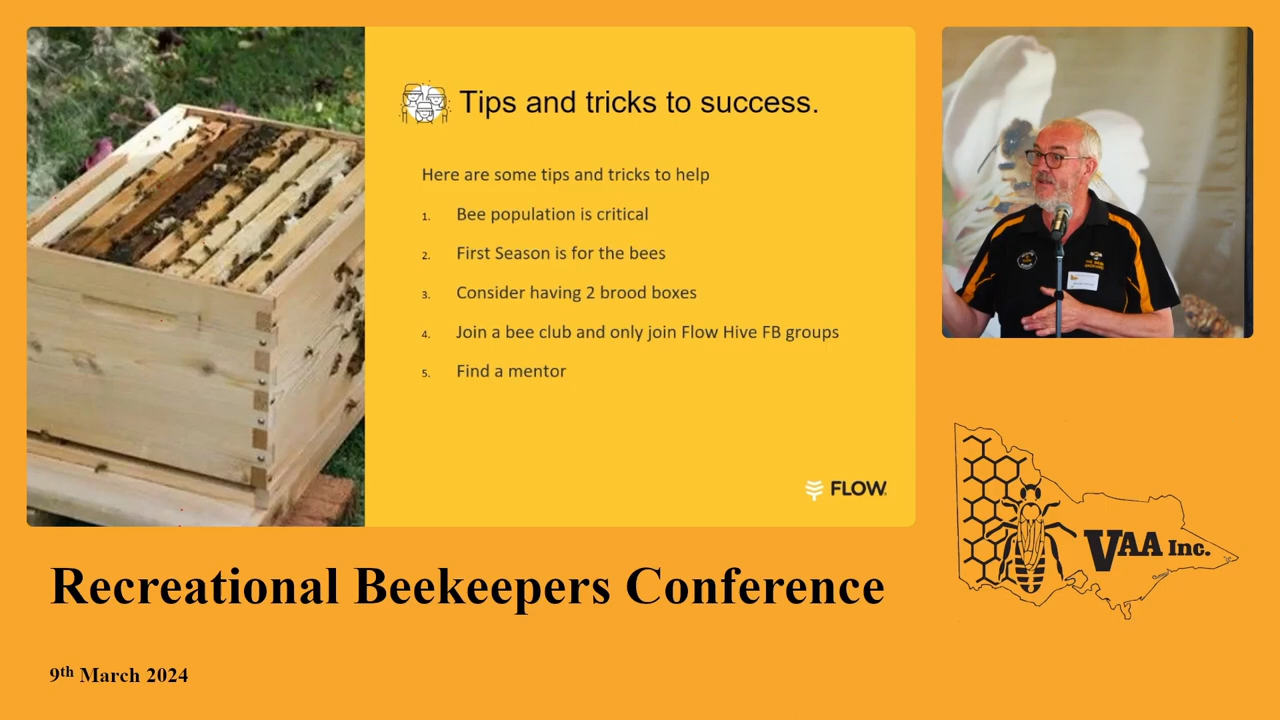 Tips and tricks to success.
Here are some tips and tricks to help
1. Bee population is critical
2. First Season is for the bees
3. Consider having 2 brood boxes
4. Join a bee club and only join Flow Hive FB groups
5. Find a mentor
FLOW
VAA Inc.
Recreational Beekeepers Conference
9th March 2024